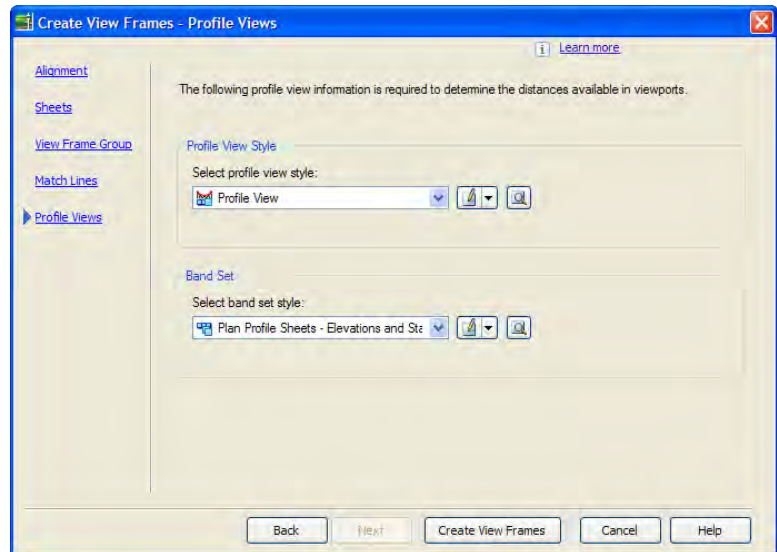 Create View Frames - Profile Views
Learn more
Alignment
Sheets
View Frame Group
Match Lines
Profile Views
The following profile view information is required to determine the distances available in viewports.
Profile View Style
Select profile view style:
Profile View
Band Set
Select band set style:
Plan Profile Sheets - Elevations and Sta
Back
Next
Create View Frames
Cancel
Help